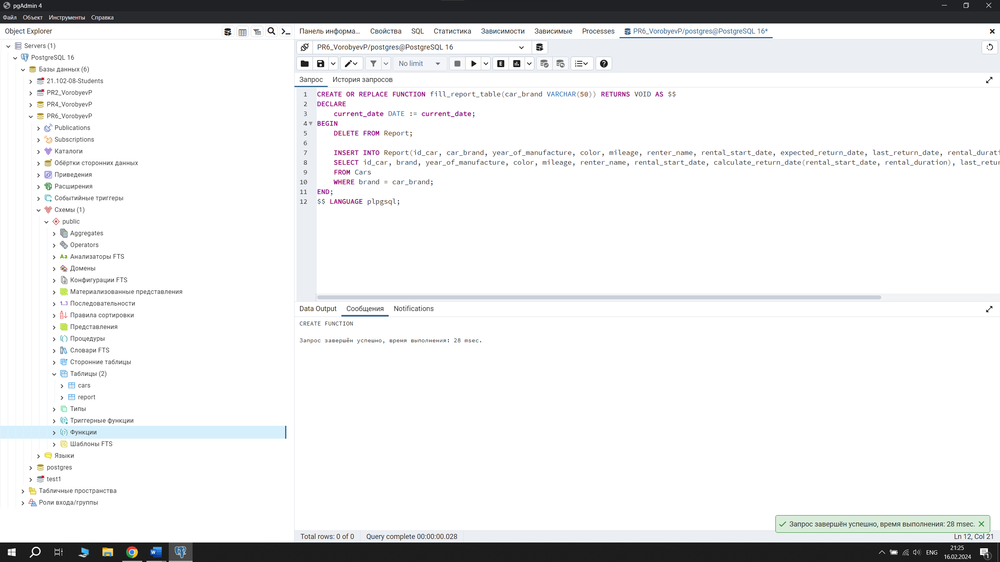 pgAdmin 4
Файл Объект Инструменты Справка
Object Explorer
Servers (1)
PostgreSQL 16
Базы данных (6)
21.102-08-Students
PR2_VorobyevP
PR4_VorobyevP
PR6_VorobyevP
Publications
Subscriptions
Каталоги
Обёртки сторонних данных
Приведения
Расширения
Событийные триггеры
Схемы (1)
public
Aggregates
Operators
Aa Анализаторы FTS
Домены
Конфигурации FTS
Материализованные представления
1..3 Последовательности
Правила сортировки
Представления
Процедуры
Словари FTS
Сторонние таблицы
Таблицы (2)
cars
report
Типы
Триггерные функции
Функции
Шаблоны FTS
Языки
postgres
test1
Табличные пространства
Роли входа/группы
Панель информа... Свойства SQL Статистика Зависимости Зависимые Processes PR6_VorobyevP/postgres@PostgreSQL 16*
PR6_VorobyevP/postgres@PostgreSQL 16
No limit
Запрос История запросов
1 CREATE OR REPLACE FUNCTION fill_report_table(car_brand VARCHAR(50)) RETURNS VOID AS $$
2 DECLARE
3 current_date DATE := current_date;
4 BEGIN
5 DELETE FROM Report;
6
7 INSERT INTO Report(id_car, car_brand, year_of_manufacture, color, mileage, renter_name, rental_start_date, expected_return_date, last_return_date, rental_durati
8 SELECT id_car, brand, year_of_manufacture, color, mileage, renter_name, rental_start_date, calculate_return_date(rental_start_date, rental_duration), last_retur
9 FROM Cars
10 WHERE brand = car_brand;
11 END;
12 $$ LANGUAGE plpgsql;
Data Output Сообщения Notifications
CREATE FUNCTION
Запрос завершён успешно, время выполнения: 28 msec.
Запрос завершён успешно, время выполнения: 28 msec.
Total rows: 0 of 0 Query complete 00:00:00.028 Ln 12, Col 21
ENG
21:25
16.02.2024
1